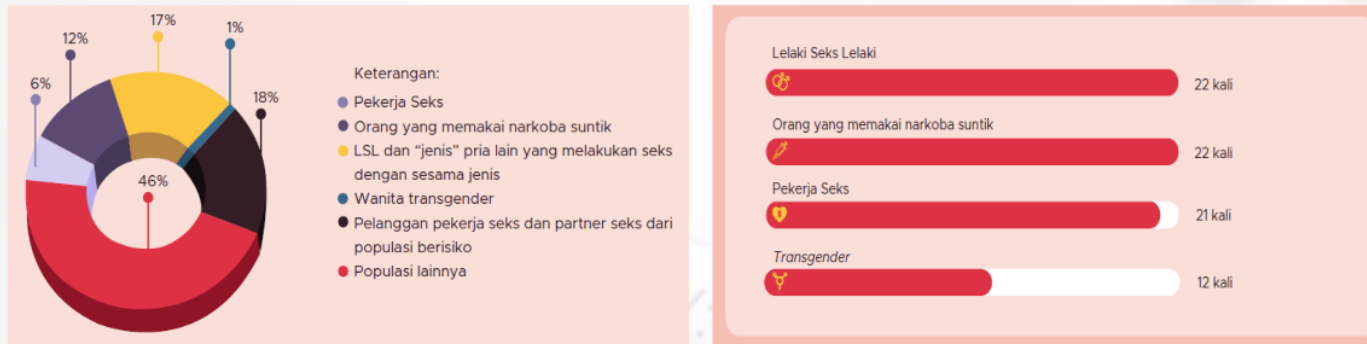 17%
1%
12%
6%
18%
46%
Keterangan:
Pekerja Seks
Orang yang memakai narkoba suntik
LSL dan “jenis” pria lain yang melakukan seks
dengan sesama jenis
Wanita transgender
Pelanggan pekerja seks dan partner seks dari
populasi berisiko
Populasi lainnya
Lelaki Seks Lelaki
22 kali
Orang yang memakai narkoba suntik
22 kali
Pekerja Seks
21 kali
Transgender
12 kali